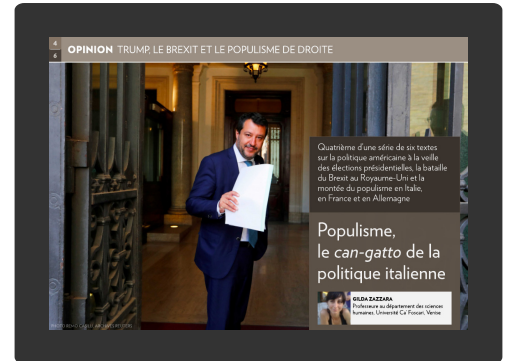 4
6
OPINION TRUMP, LE BREXIT ET LE POPULISME DE DROITE
Quatrième d'une série de six textes
sur la politique américaine à la veille
des élections présidentielles, la bataille
du Brexit au Royaume-Uni et la
montée du populisme en Italie,
en France et en Allemagne
Populisme,
le can-gatto de la
politique italienne
GILDA ZAZZARA
Professeure au département des sciences
humaines, Université Ca' Foscari, Venise